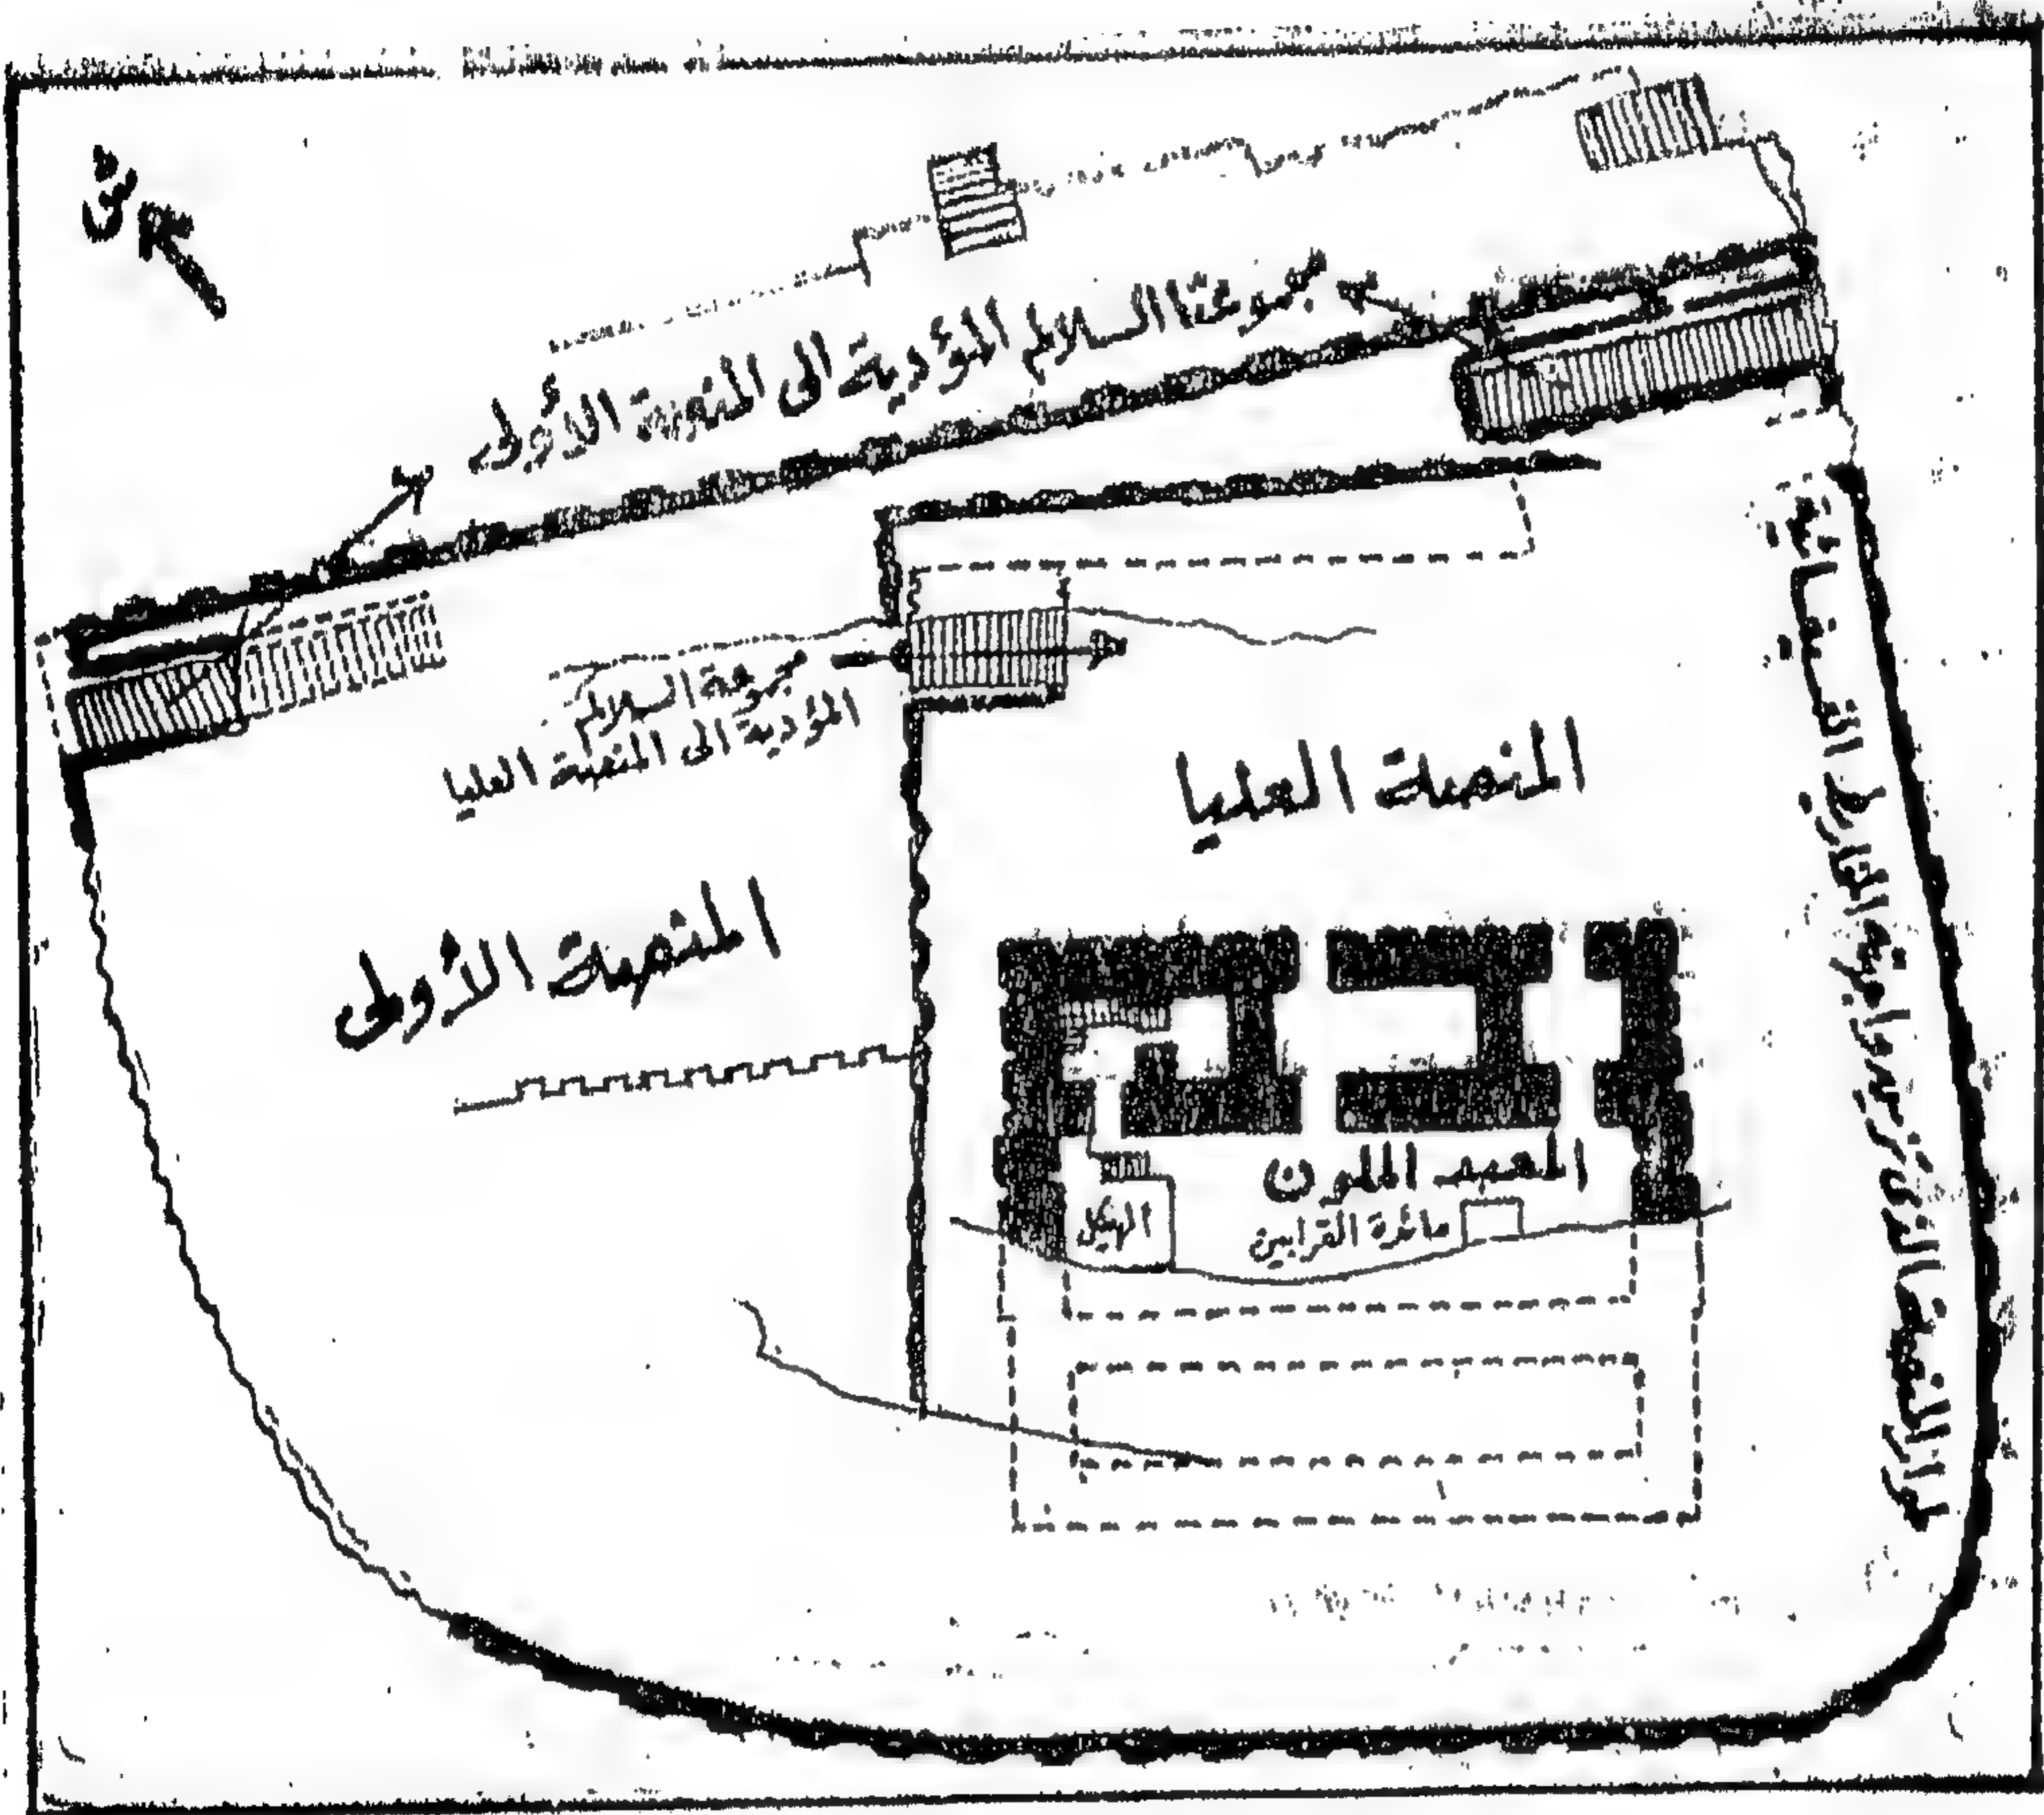 ش
مجموعتا السلالم المؤدية الى المنصة الأولى
مجموعة السلالم
المؤدية الى المنصة العليا
المنصة العليا
المنصة الأولى
المعبد الملون
مائدة القرابين
الهيكل